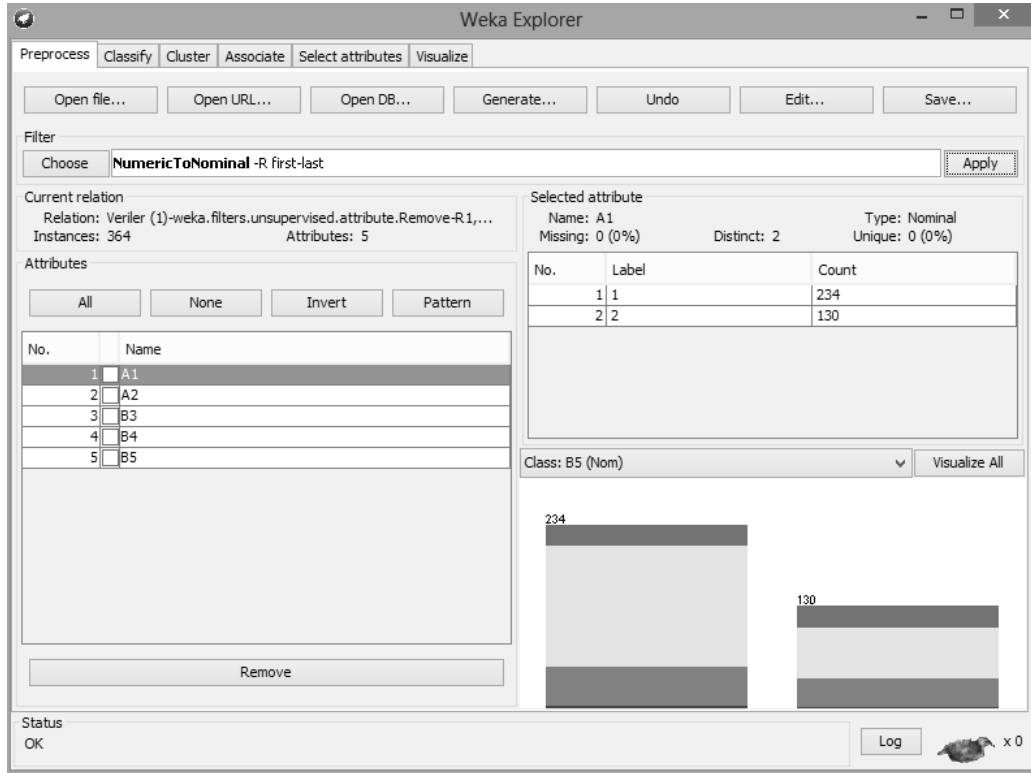 Weka Explorer
Preprocess Classify Cluster Associate Select attributes Visualize
Open file... Open URL... Open DB... Generate... Undo Edit... Save...
Filter
Choose NumericToNominal -R first-last Apply
Current relation
Relation: Veriler (1)-weka.filters.unsupervised.attribute.Remove-R1,...
Instances: 364 Attributes: 5
Attributes
All None Invert Pattern
No. Name
1 A1
2 A2
3 B3
4 B4
5 B5
Remove
Selected attribute
Name: A1 Type: Nominal
Missing: 0 (0%) Distinct: 2 Unique: 0 (0%)
No. Label Count
1 1 234
2 2 130
Class: B5 (Nom) Visualize All
234
130
Status
OK
Log x 0